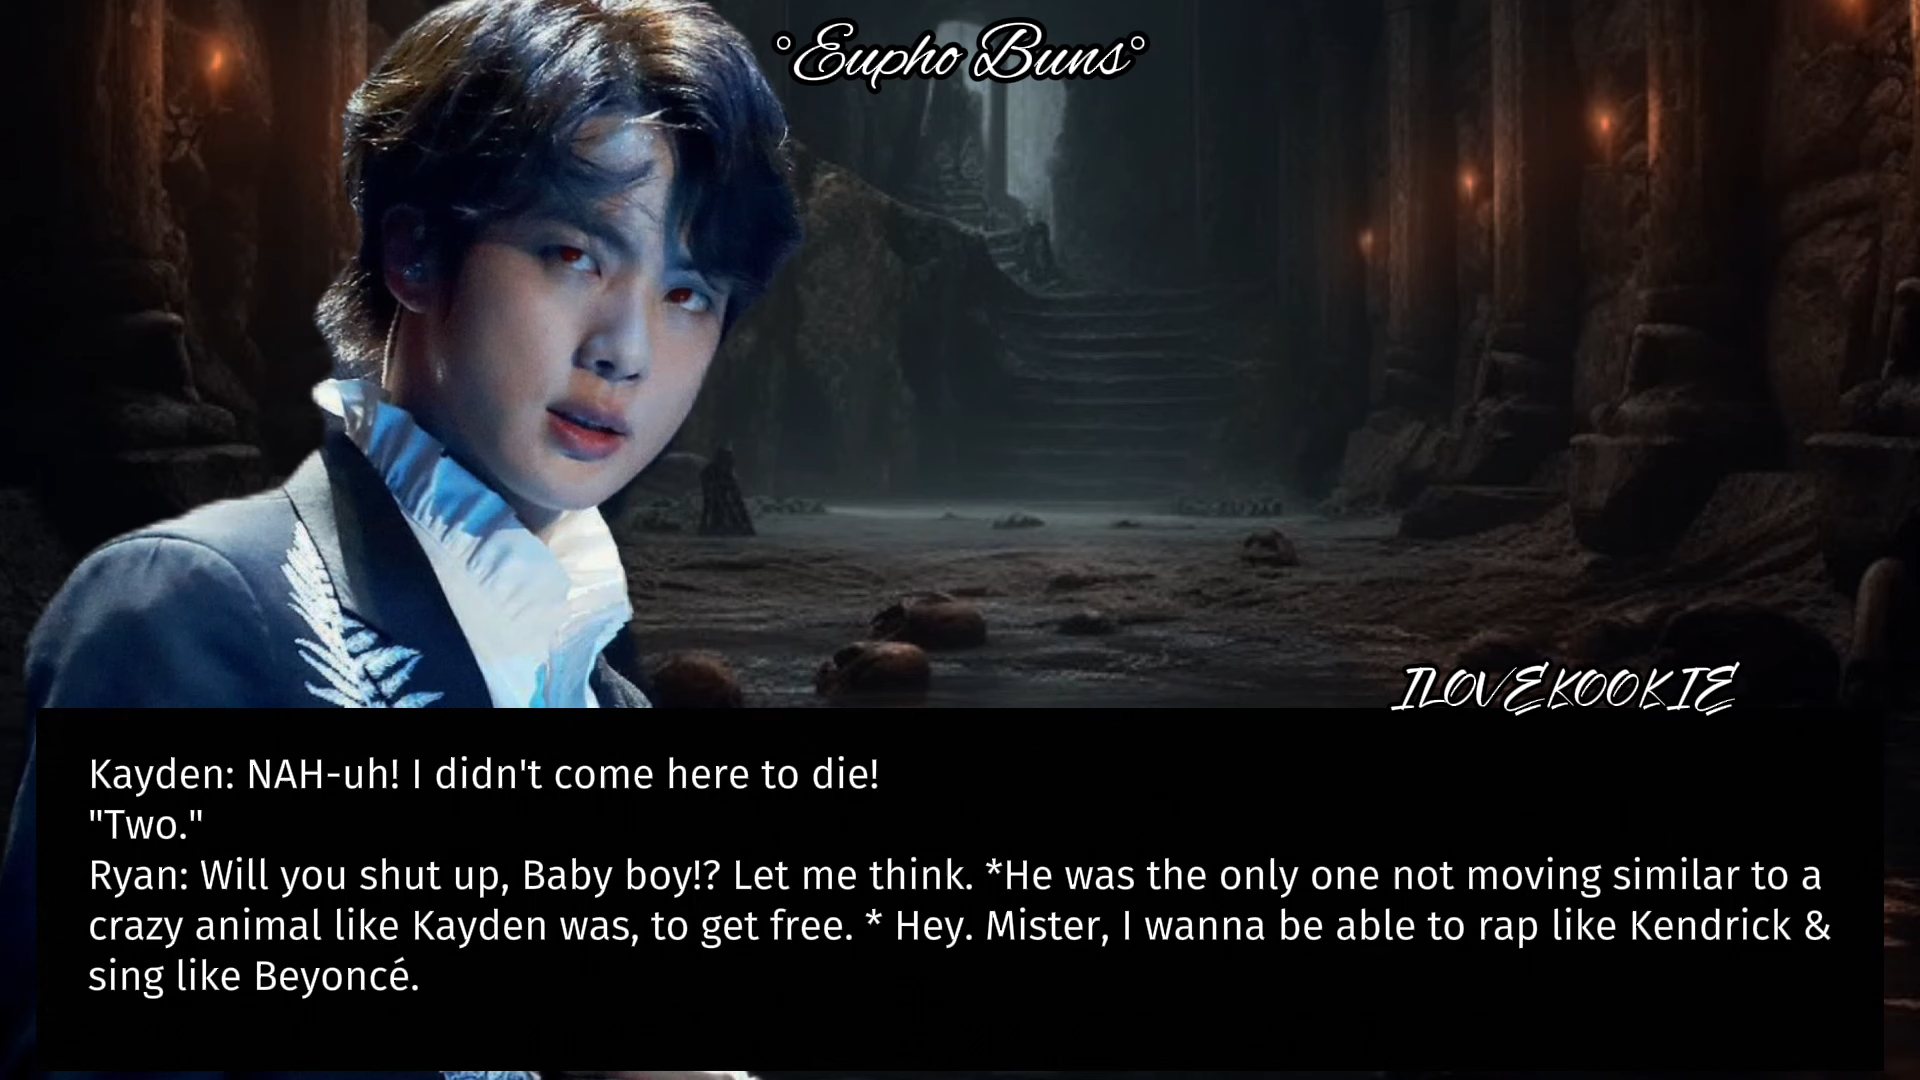 °Eupho Buns°
ILOVEKOOKIE
Kayden: NAH-uh! I didn't come here to die!
"Two."
Ryan: Will you shut up, Baby boy!? Let me think. *He was the only one not moving similar to a
crazy animal like Kayden was, to get free. * Hey. Mister, I wanna be able to rap like Kendrick &
sing like Beyoncé.